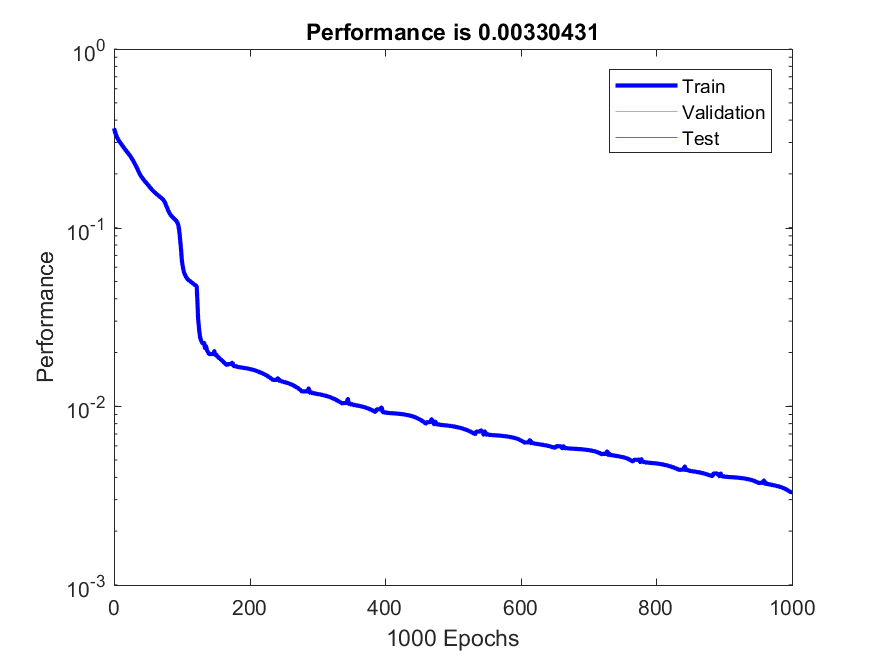 Performance is 0.00330431
10^0
10^-1
10^-2
10^-3
Performance
Train
Validation
Test
0 200 400 600 800 1000
1000 Epochs